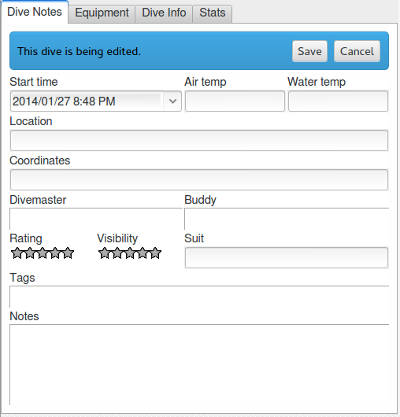 Dive Notes Equipment Dive Info Stats
This dive is being edited. Save Cancel
Start time Air temp Water temp
2014/01/27 8:48 PM
Location
Coordinates
Divemaster Buddy
Rating Visibility Suit
Tags
Notes